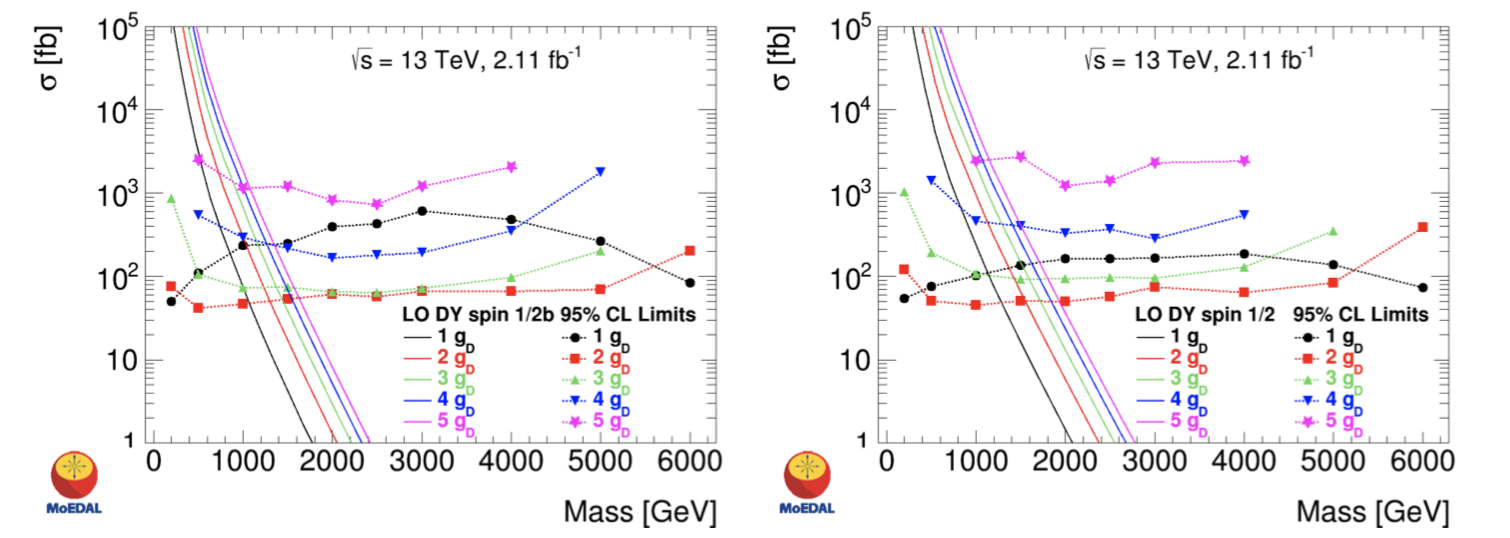 σ [fb]
10⁵
10⁴
10³
10²
10
1
√s = 13 TeV, 2.11 fb⁻¹
LO DY spin 1/2b 95% CL Limits
1 g_D 1 g_D
2 g_D 2 g_D
3 g_D 3 g_D
4 g_D 4 g_D
5 g_D 5 g_D
0 1000 2000 3000 4000 5000 6000
Mass [GeV]
MoEDAL
σ [fb]
10⁵
10⁴
10³
10²
10
1
√s = 13 TeV, 2.11 fb⁻¹
LO DY spin 1/2 95% CL Limits
1 g_D 1 g_D
2 g_D 2 g_D
3 g_D 3 g_D
4 g_D 4 g_D
5 g_D 5 g_D
0 1000 2000 3000 4000 5000 6000
Mass [GeV]
MoEDAL